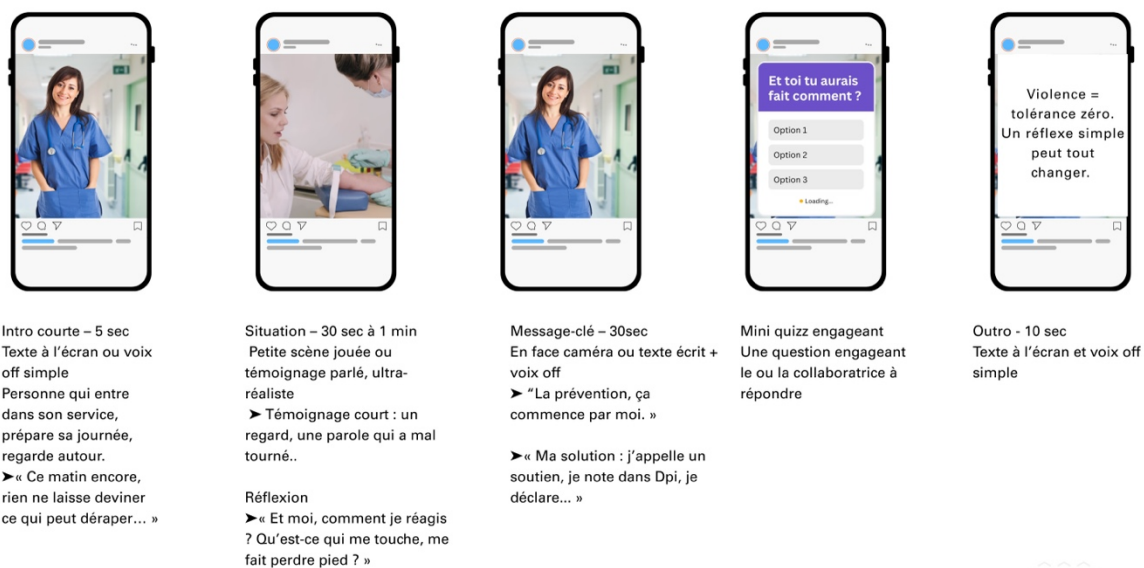 Et toi tu aurais
fait comment ?
Option 1
Option 2
Option 3
Loading...
Violence =
tolérance zéro.
Un réflexe simple
peut tout
changer.
Intro courte – 5 sec
Texte à l'écran ou voix
off simple
Personne qui entre
dans son service,
prépare sa journée,
regarde autour.
➤« Ce matin encore,
rien ne laisse deviner
ce qui peut déraper… »
Situation – 30 sec à 1 min
Petite scène jouée ou
témoignage parlé, ultra-
réaliste
➤ Témoignage court : un
regard, une parole qui a mal
tourné..
Réflexion
➤« Et moi, comment je réagis
? Qu'est-ce qui me touche, me
fait perdre pied ? »
Message-clé – 30sec
En face caméra ou texte écrit +
voix off
➤ “La prévention, ça
commence par moi. »
➤« Ma solution : j'appelle un
soutien, je note dans Dpi, je
déclare... »
Mini quizz engageant
Une question engageant
le ou la collaboratrice à
répondre
Outro - 10 sec
Texte à l'écran et voix off
simple